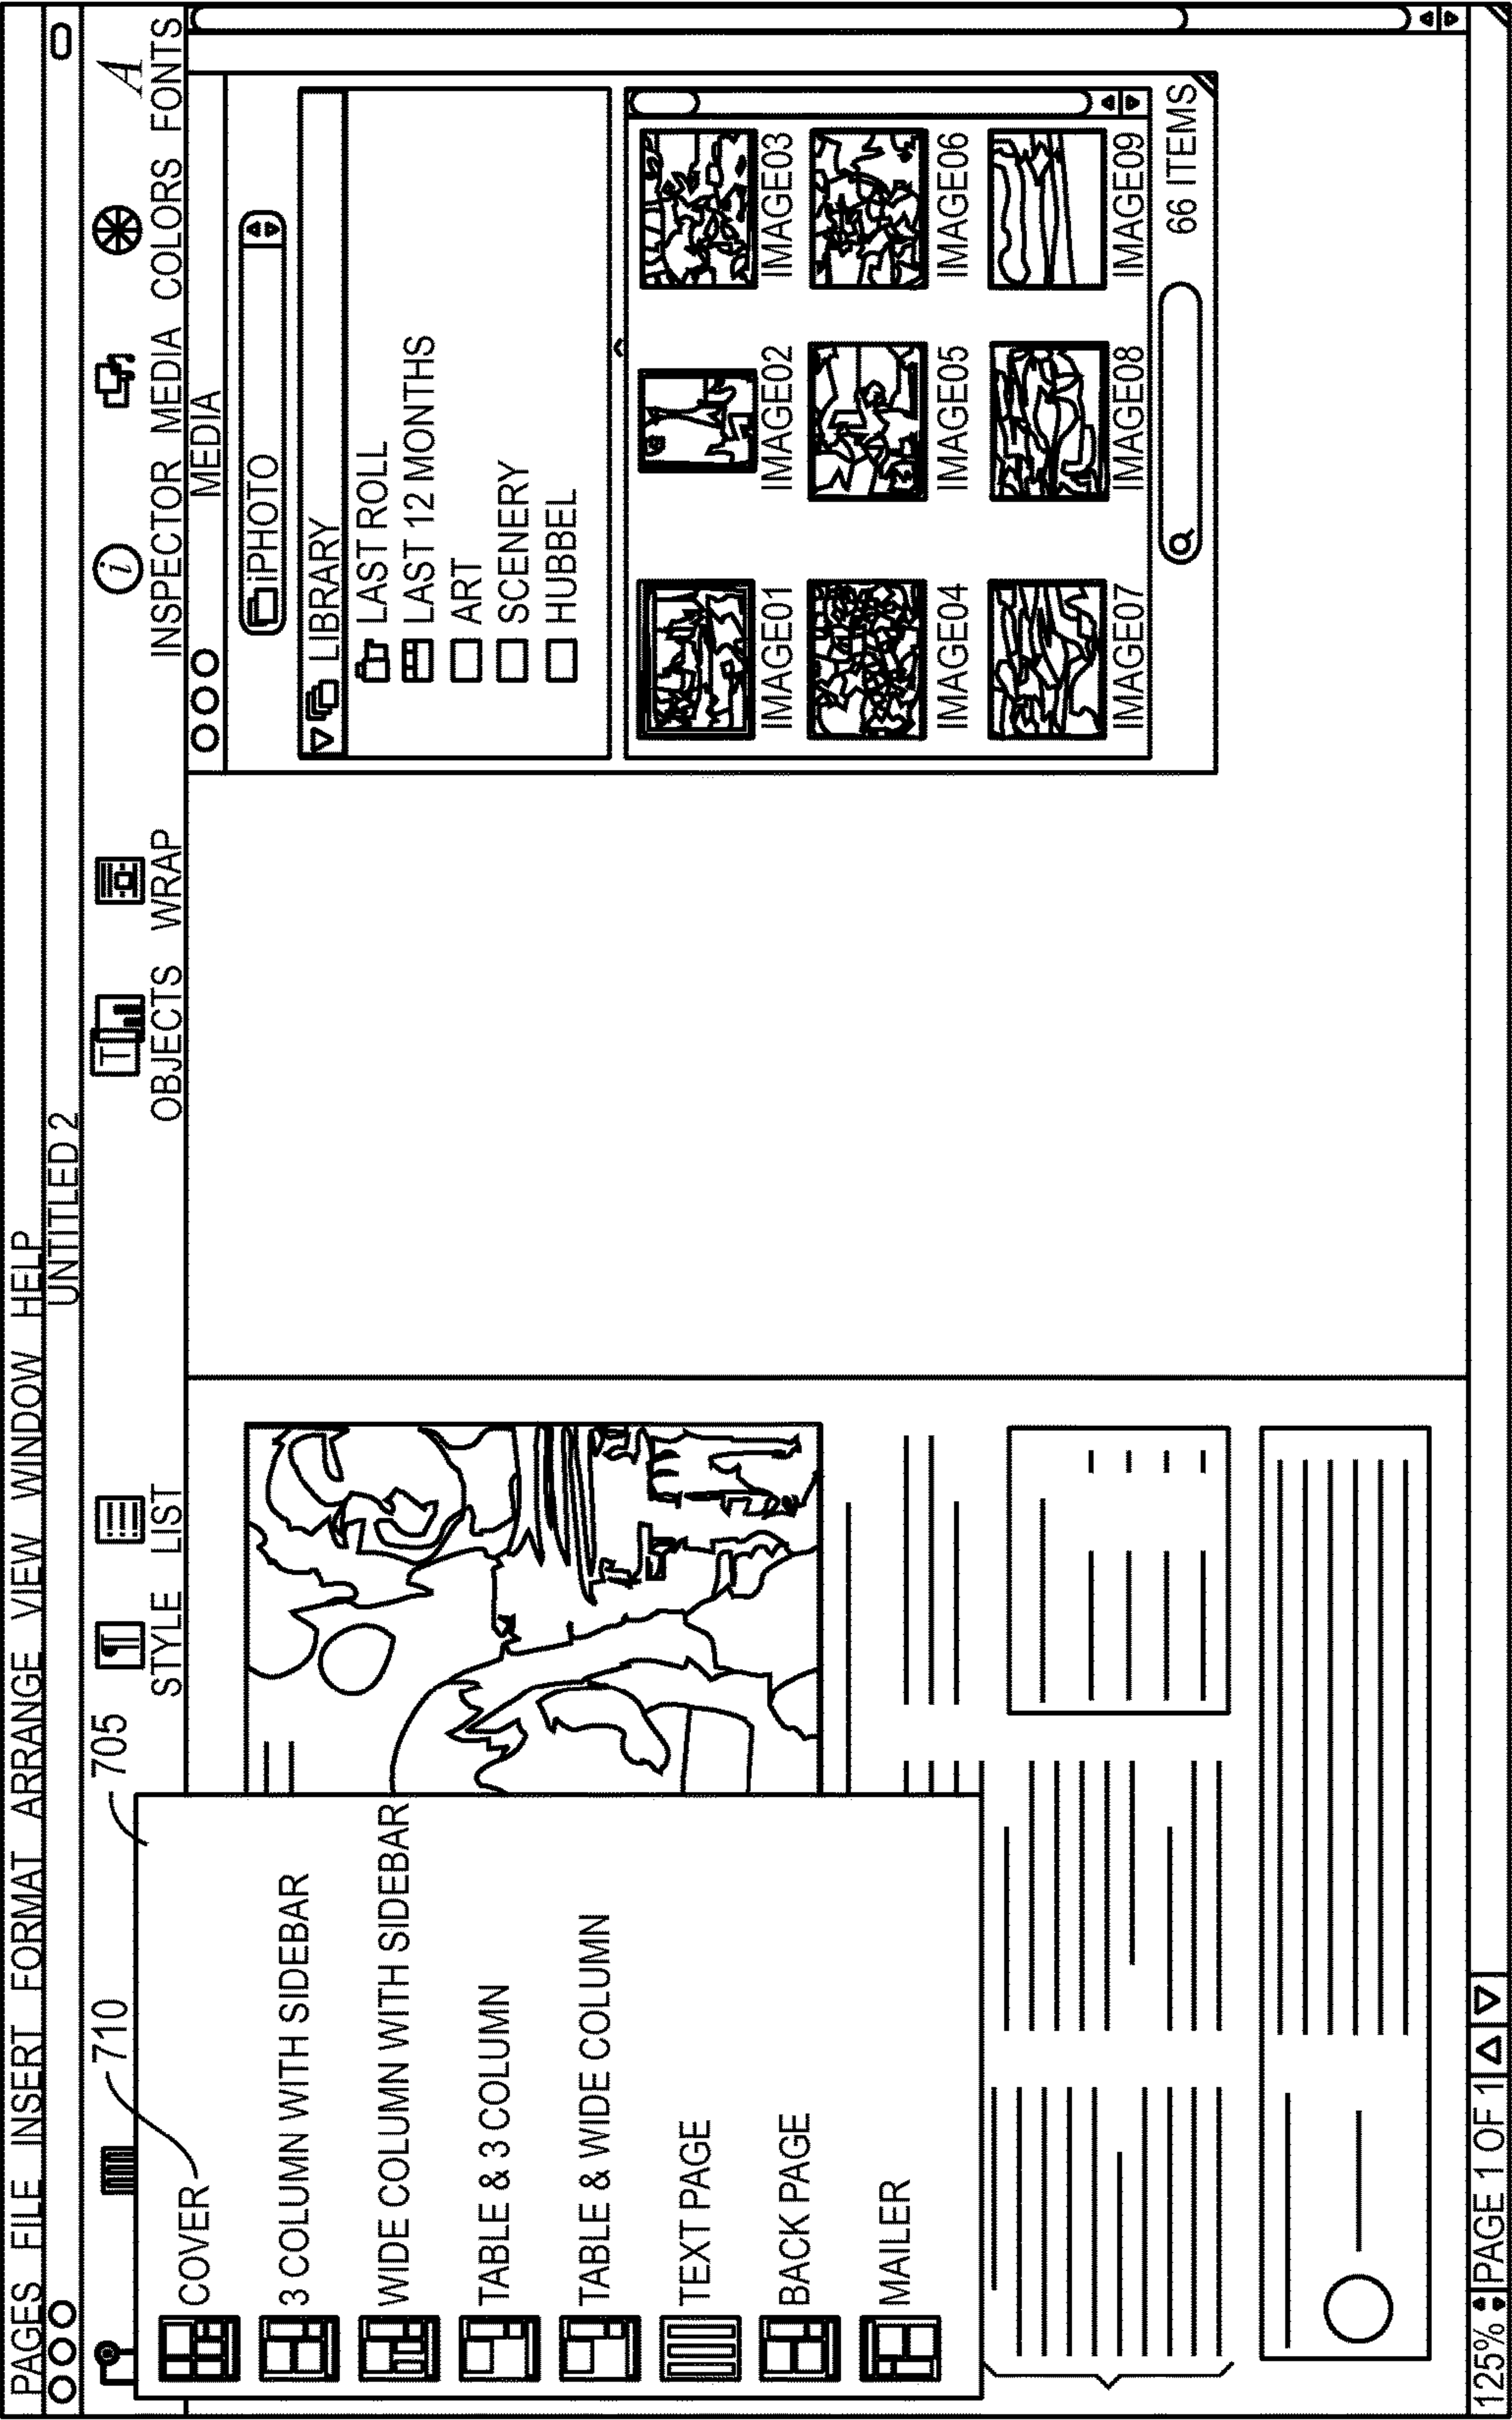 PAGES FILE INSERT FORMAT ARRANGE VIEW WINDOW HELP
UNTITLED 2
710
705
STYLE LIST
OBJECTS WRAP
INSPECTOR MEDIA COLORS FONTS
COVER
3 COLUMN WITH SIDEBAR
WIDE COLUMN WITH SIDEBAR
TABLE & 3 COLUMN
TABLE & WIDE COLUMN
TEXT PAGE
BACK PAGE
MAILER
MEDIA
iPHOTO
LIBRARY
LAST ROLL
LAST 12 MONTHS
ART
SCENERY
HUBBEL
IMAGE01 IMAGE02 IMAGE03
IMAGE04 IMAGE05 IMAGE06
IMAGE07 IMAGE08 IMAGE09
66 ITEMS
125% PAGE 1 OF 1